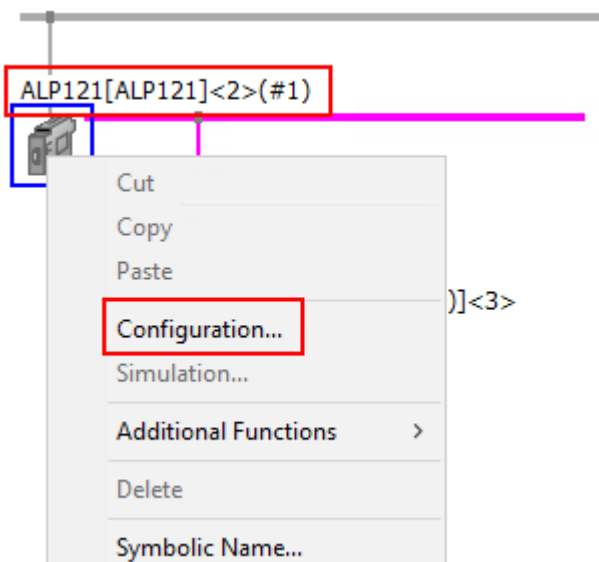 ALP121[ALP121]<2>(#1)
Cut
Copy
Paste
)]<3>
Configuration...
Simulation...
Additional Functions
Delete
Symbolic Name...